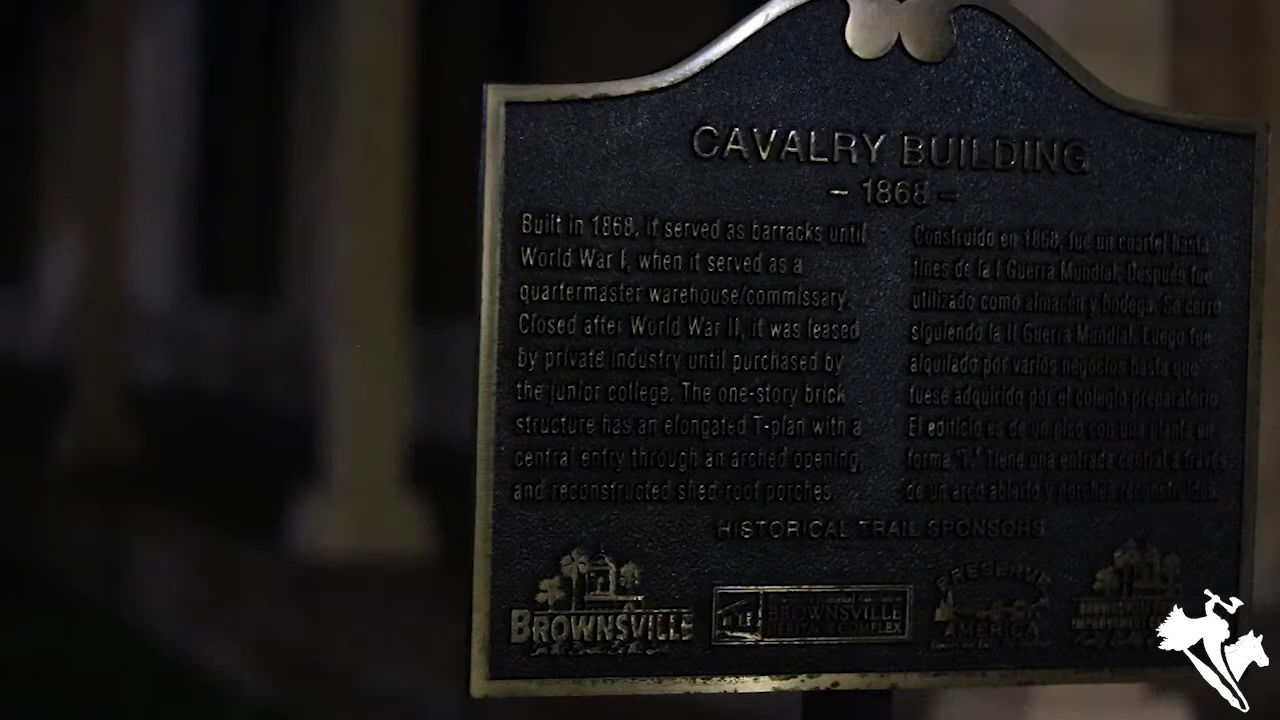 CAVALRY BUILDING
– 1868 –
Built in 1868, it served as barracks until
World War I, when it served as a
quartermaster warehouse/commissary.
Closed after World War II, it was leased
by private industry until purchased by
the junior college. The one-story brick
structure has an elongated T-plan with a
central entry through an arched opening,
and reconstructed shed-roof porches.
Construido en 1868, fue un cuartel hasta
fines de la I Guerra Mundial. Después fue
utilizado como almacén y bodega. Se cerró
siguiendo la II Guerra Mundial. Luego fue
alquilado por varios negocios hasta que
fuese adquirido por el colegio preparatorio.
El edificio es de un piso con una planta en
forma "T." Tiene una entrada central a través
de un arco abierto y porches reconstruidos.
HISTORICAL TRAIL SPONSORS
BROWNSVILLE
BROWNSVILLE
PRESERVE
AMERICA